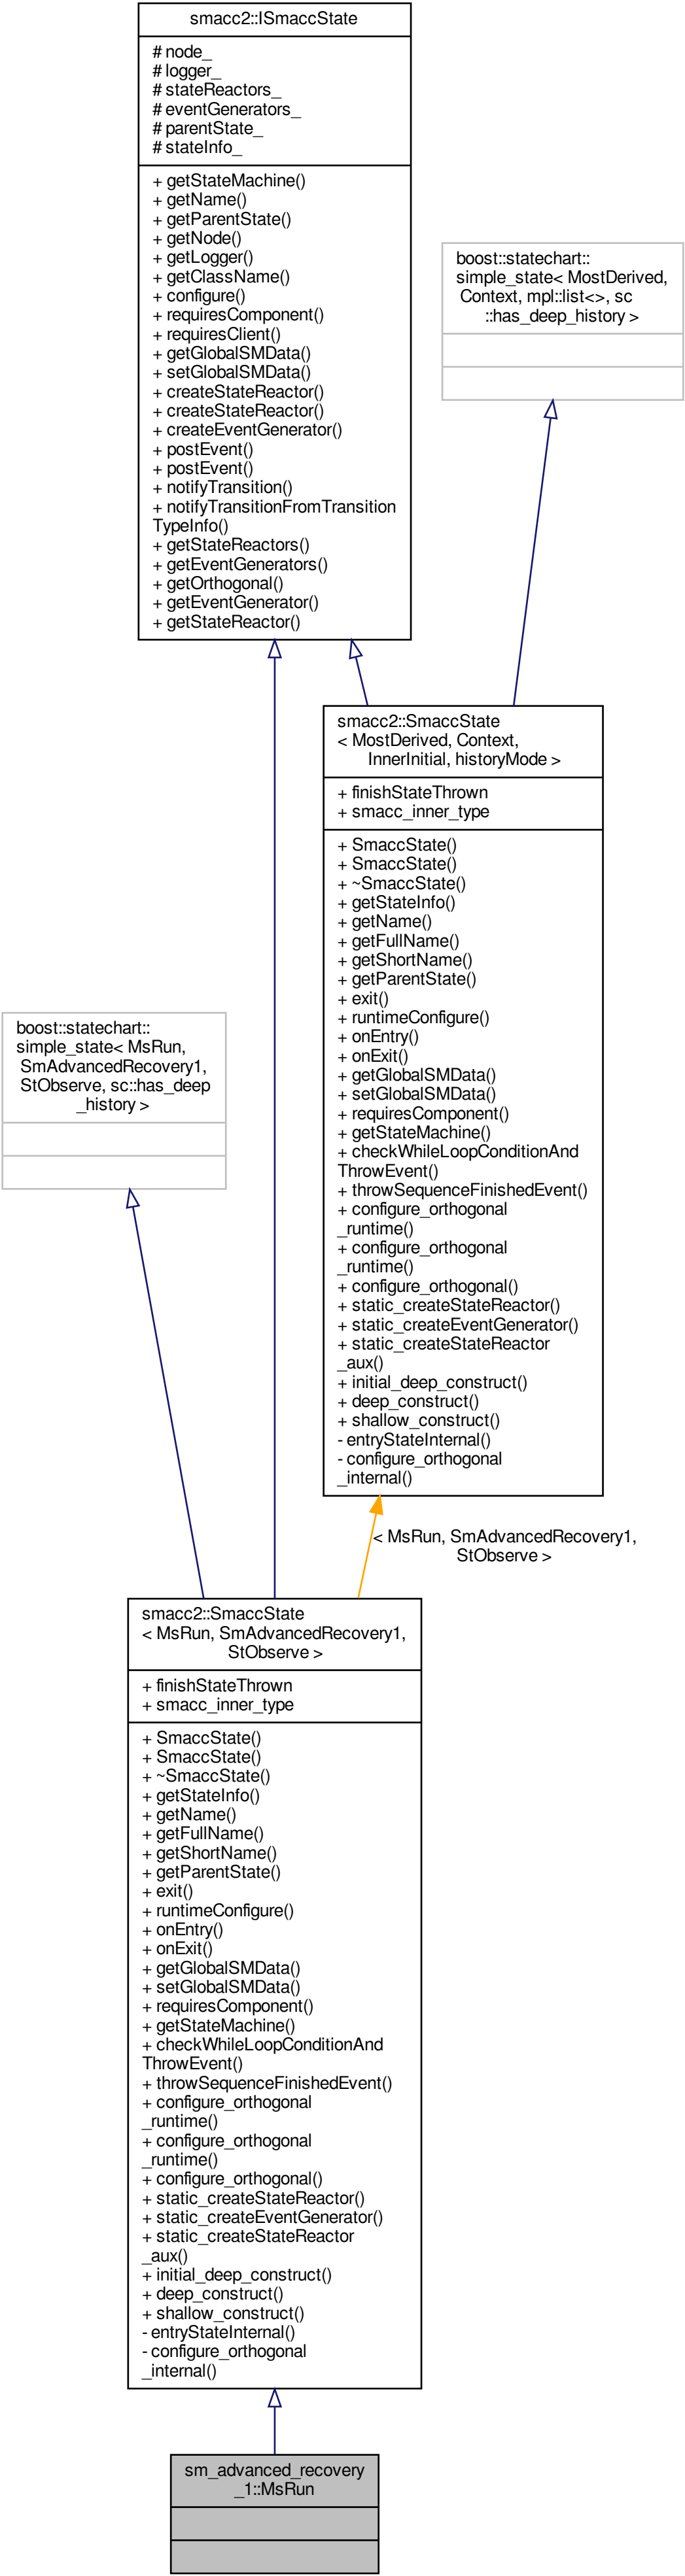 smacc2::ISmaccState
# node_
# logger_
# stateReactors_
# eventGenerators_
# parentState_
# stateInfo_
+ getStateMachine()
+ getName()
+ getParentState()
+ getNode()
+ getLogger()
+ getClassName()
+ configure()
+ requiresComponent()
+ requiresClient()
+ getGlobalSMData()
+ setGlobalSMData()
+ createStateReactor()
+ createStateReactor()
+ createEventGenerator()
+ postEvent()
+ postEvent()
+ notifyTransition()
+ notifyTransitionFromTransition
TypeInfo()
+ getStateReactors()
+ getEventGenerators()
+ getOrthogonal()
+ getEventGenerator()
+ getStateReactor()
boost::statechart::
simple_state< MostDerived,
Context, mpl::list<>, sc
::has_deep_history >
smacc2::SmaccState
< MostDerived, Context,
InnerInitial, historyMode >
+ finishStateThrown
+ smacc_inner_type
+ SmaccState()
+ SmaccState()
+ ~SmaccState()
+ getStateInfo()
+ getName()
+ getFullName()
+ getShortName()
+ getParentState()
+ exit()
+ runtimeConfigure()
+ onEntry()
+ onExit()
+ getGlobalSMData()
+ setGlobalSMData()
+ requiresComponent()
+ getStateMachine()
+ checkWhileLoopConditionAnd
ThrowEvent()
+ throwSequenceFinishedEvent()
+ configure_orthogonal
_runtime()
+ configure_orthogonal
_runtime()
+ configure_orthogonal()
+ static_createStateReactor()
+ static_createEventGenerator()
+ static_createStateReactor
_aux()
+ initial_deep_construct()
+ deep_construct()
+ shallow_construct()
- entryStateInternal()
- configure_orthogonal
_internal()
boost::statechart::
simple_state< MsRun,
SmAdvancedRecovery1,
StObserve, sc::has_deep
_history >
< MsRun, SmAdvancedRecovery1,
StObserve >
smacc2::SmaccState
< MsRun, SmAdvancedRecovery1,
StObserve >
+ finishStateThrown
+ smacc_inner_type
+ SmaccState()
+ SmaccState()
+ ~SmaccState()
+ getStateInfo()
+ getName()
+ getFullName()
+ getShortName()
+ getParentState()
+ exit()
+ runtimeConfigure()
+ onEntry()
+ onExit()
+ getGlobalSMData()
+ setGlobalSMData()
+ requiresComponent()
+ getStateMachine()
+ checkWhileLoopConditionAnd
ThrowEvent()
+ throwSequenceFinishedEvent()
+ configure_orthogonal
_runtime()
+ configure_orthogonal
_runtime()
+ configure_orthogonal()
+ static_createStateReactor()
+ static_createEventGenerator()
+ static_createStateReactor
_aux()
+ initial_deep_construct()
+ deep_construct()
+ shallow_construct()
- entryStateInternal()
- configure_orthogonal
_internal()
sm_advanced_recovery
_1::MsRun